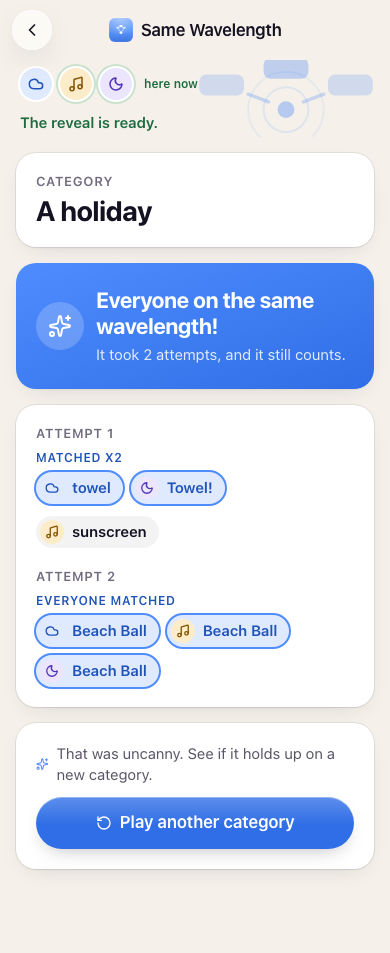 Same Wavelength
here now
The reveal is ready.
CATEGORY
A holiday
Everyone on the same
wavelength!
It took 2 attempts, and it still counts.
ATTEMPT 1
MATCHED X2
towel
Towel!
sunscreen
ATTEMPT 2
EVERYONE MATCHED
Beach Ball
Beach Ball
Beach Ball
That was uncanny. See if it holds up on a
new category.
Play another category